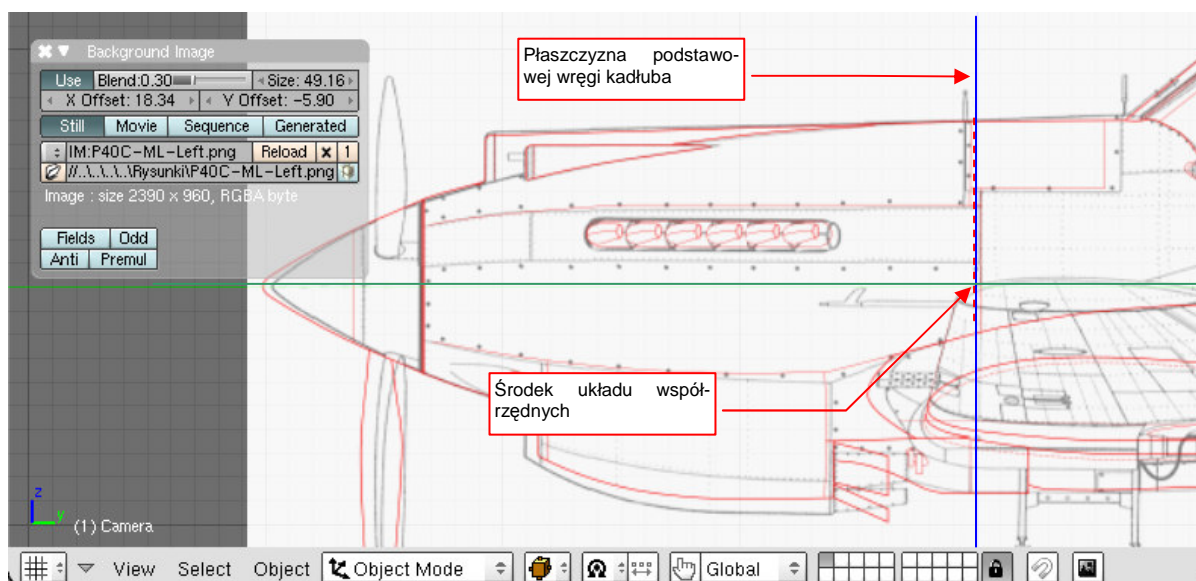 Background Image
Use Blend:0.30 Size: 49.16
X Offset: 18.34 Y Offset: -5.90
Still Movie Sequence Generated
IM:P40C-ML-Left.png Reload 1
//..\..\..\..\Rysunki\P40C-ML-Left.png
Image : size 2390 x 960, RGBA byte
Fields Odd
Anti Premul
Płaszczyzna podstawo-
wej wręgi kadłuba
Środek układu współ-
rzędnych
z
y
(1) Camera
View Select Object Object Mode Global